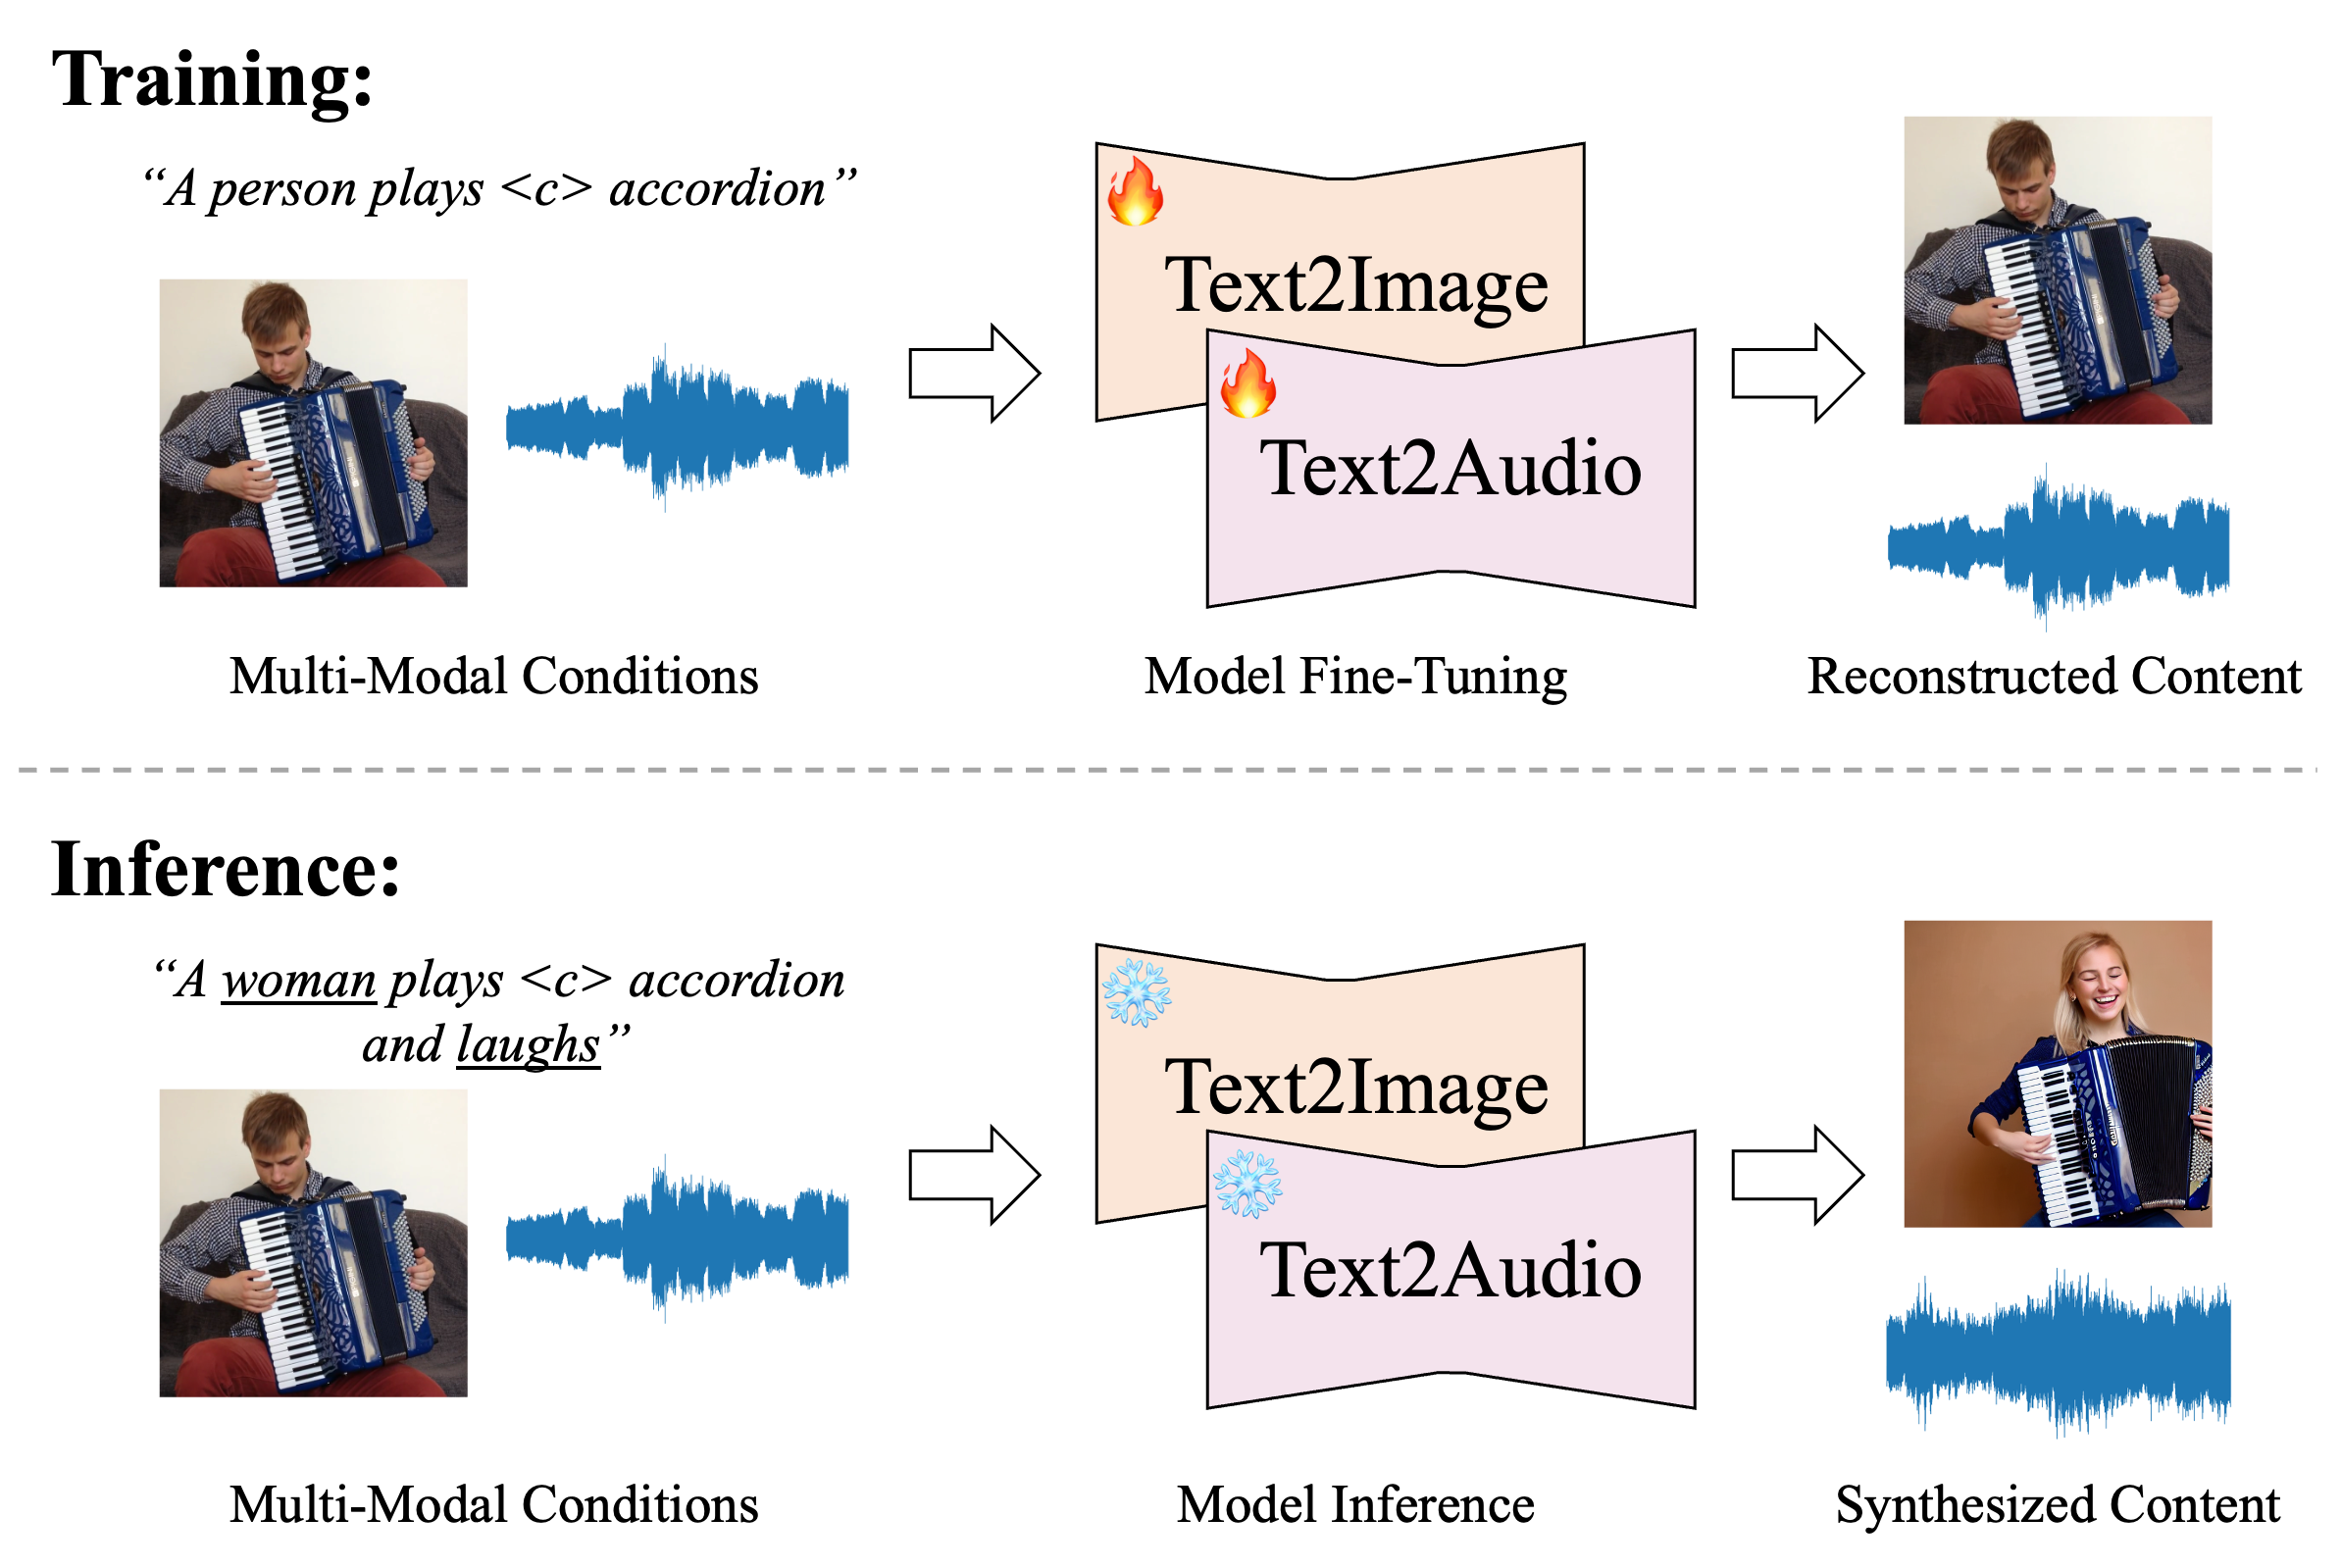 Training:
“A person plays <c> accordion”
Text2Image
Text2Audio
Multi-Modal Conditions
Model Fine-Tuning
Reconstructed Content
Inference:
“A woman plays <c> accordion
and laughs”
Text2Image
Text2Audio
Multi-Modal Conditions
Model Inference
Synthesized Content